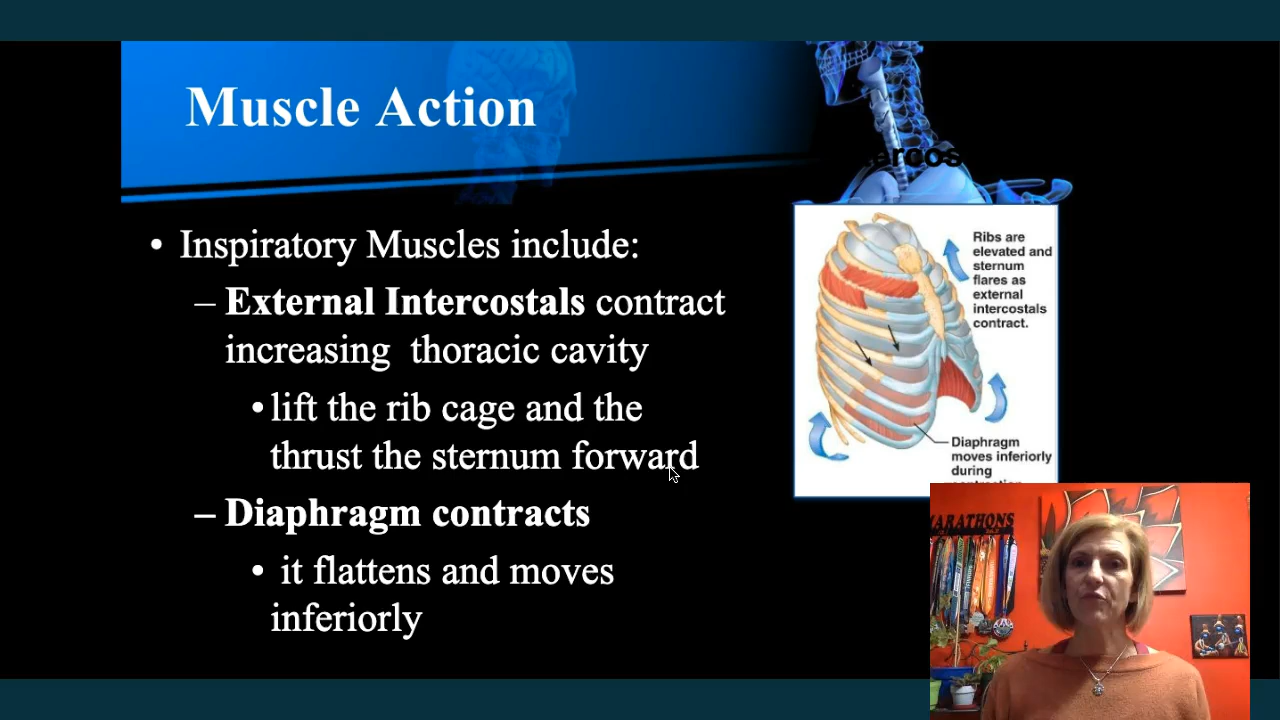 Muscle Action
• Inspiratory Muscles include:
– External Intercostals contract
increasing thoracic cavity
• lift the rib cage and the
thrust the sternum forward
– Diaphragm contracts
• it flattens and moves
inferiorly
Ribs are
elevated and
sternum
flares as
external
intercostals
contract.
Diaphragm
moves inferiorly
during
MARATHONS